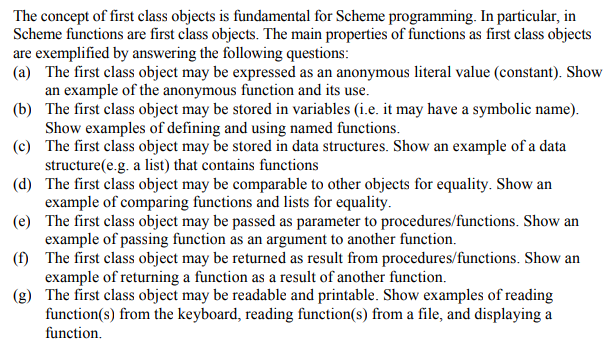 The concept of first class objects is fundamental for Scheme programming. In particular, in
Scheme functions are first class objects. The main properties of functions as first class objects
are exemplified by answering the following questions:
(a) The first class object may be expressed as an anonymous literal value (constant). Show
an example of the anonymous function and its use.
(b) The first class object may be stored in variables (i.e. it may have a symbolic name).
Show examples of defining and using named functions.
(c) The first class object may be stored in data structures. Show an example of a data
structure(e.g. a list) that contains functions
(d) The first class object may be comparable to other objects for equality. Show an
example of comparing functions and lists for equality.
(e) The first class object may be passed as parameter to procedures/functions. Show an
example of passing function as an argument to another function.
(f) The first class object may be returned as result from procedures/functions. Show an
example of returning a function as a result of another function.
(g) The first class object may be readable and printable. Show examples of reading
function(s) from the keyboard, reading function(s) from a file, and displaying a
function.